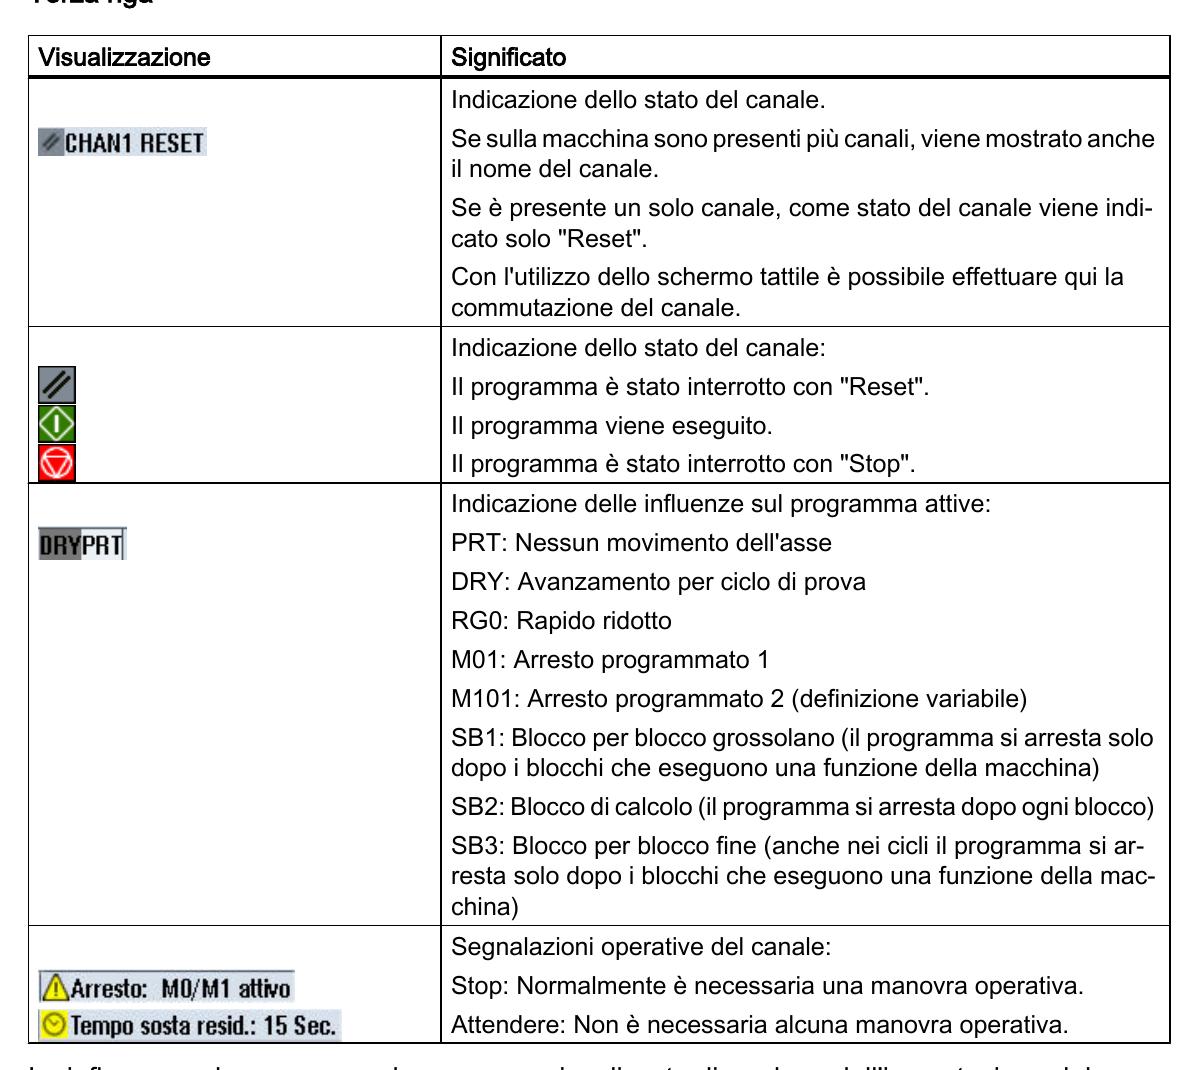 Terza riga
Visualizzazione
Significato
CHAN1 RESET
Indicazione dello stato del canale.
Se sulla macchina sono presenti più canali, viene mostrato anche
il nome del canale.
Se è presente un solo canale, come stato del canale viene indi-
cato solo "Reset".
Con l'utilizzo dello schermo tattile è possibile effettuare qui la
commutazione del canale.
Indicazione dello stato del canale:
Il programma è stato interrotto con "Reset".
Il programma viene eseguito.
Il programma è stato interrotto con "Stop".
DRYPRT
Indicazione delle influenze sul programma attive:
PRT: Nessun movimento dell'asse
DRY: Avanzamento per ciclo di prova
RG0: Rapido ridotto
M01: Arresto programmato 1
M101: Arresto programmato 2 (definizione variabile)
SB1: Blocco per blocco grossolano (il programma si arresta solo
dopo i blocchi che eseguono una funzione della macchina)
SB2: Blocco di calcolo (il programma si arresta dopo ogni blocco)
SB3: Blocco per blocco fine (anche nei cicli il programma si ar-
resta solo dopo i blocchi che eseguono una funzione della mac-
china)
Segnalazioni operative del canale:
Arresto: M0/M1 attivo
Stop: Normalmente è necessaria una manovra operativa.
Tempo sosta resid.: 15 Sec.
Attendere: Non è necessaria alcuna manovra operativa.